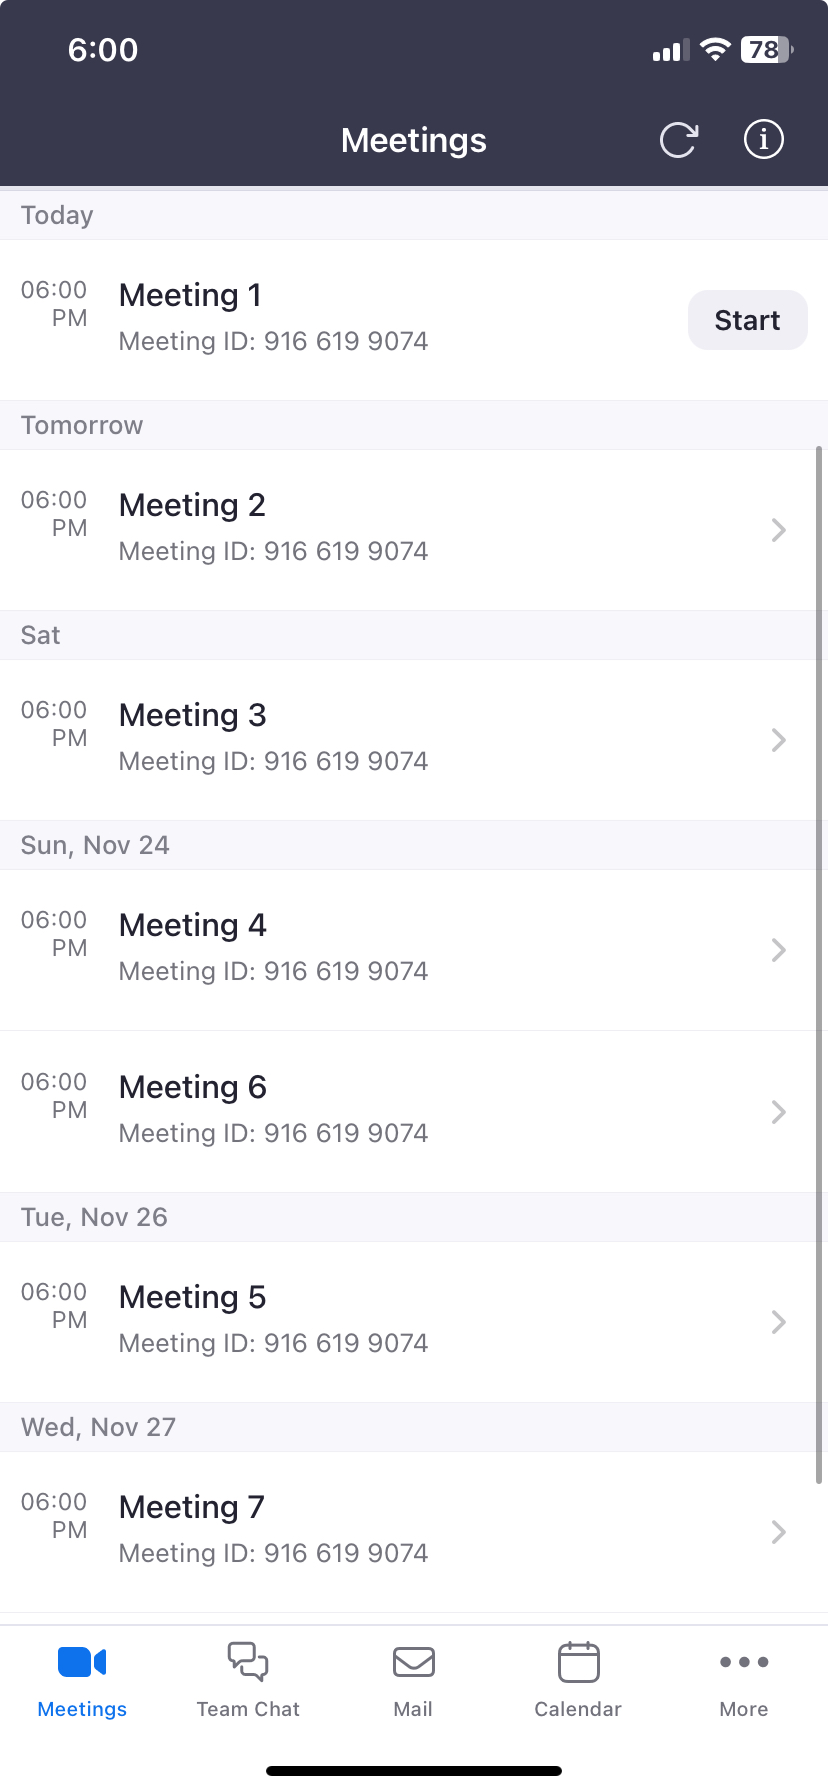 6:00
78
Meetings
Today
06:00 PM
Meeting 1
Meeting ID: 916 619 9074
Start
Tomorrow
06:00 PM
Meeting 2
Meeting ID: 916 619 9074
Sat
06:00 PM
Meeting 3
Meeting ID: 916 619 9074
Sun, Nov 24
06:00 PM
Meeting 4
Meeting ID: 916 619 9074
06:00 PM
Meeting 6
Meeting ID: 916 619 9074
Tue, Nov 26
06:00 PM
Meeting 5
Meeting ID: 916 619 9074
Wed, Nov 27
06:00 PM
Meeting 7
Meeting ID: 916 619 9074
Meetings
Team Chat
Mail
Calendar
More